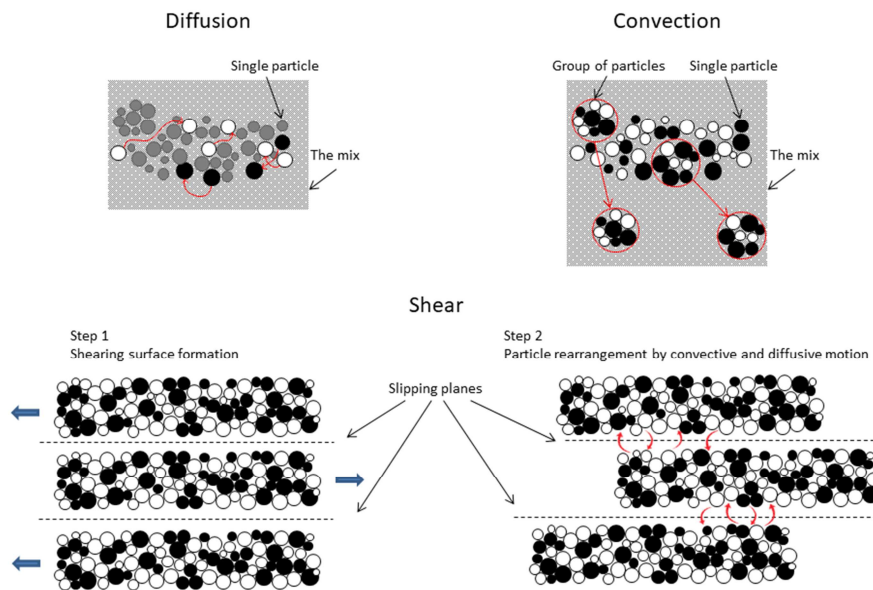 Diffusion
Convection
Single particle
The mix
Group of particles
Single particle
The mix
Shear
Step 1
Shearing surface formation
Slipping planes
Step 2
Particle rearrangement by convective and diffusive motion